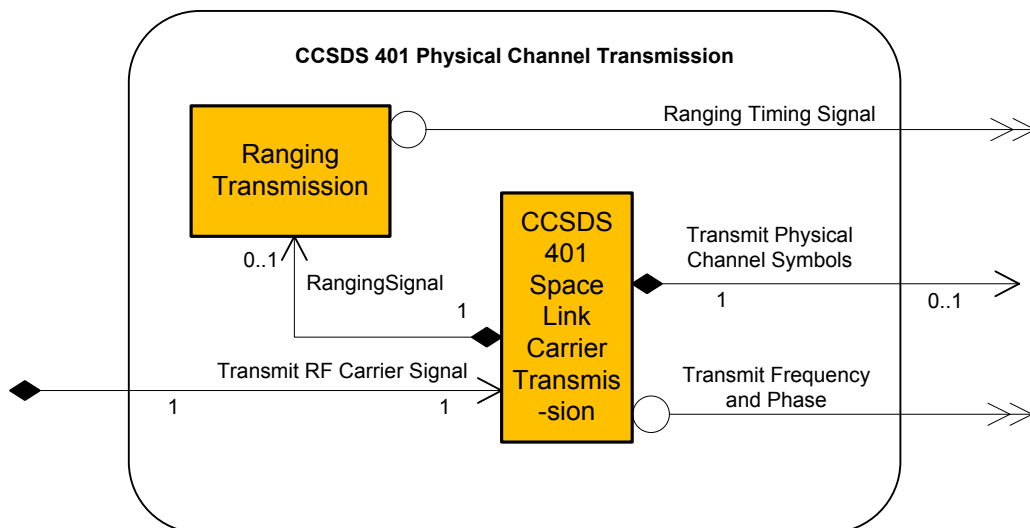 CCSDS 401 Physical Channel Transmission
Ranging Timing Signal
Ranging
Transmission
CCSDS
401
Space
Link
Carrier
Transmis
-sion
Transmit Physical
Channel Symbols
0..1
RangingSignal
1
1
0..1
Transmit RF Carrier Signal
1
1
Transmit Frequency
and Phase